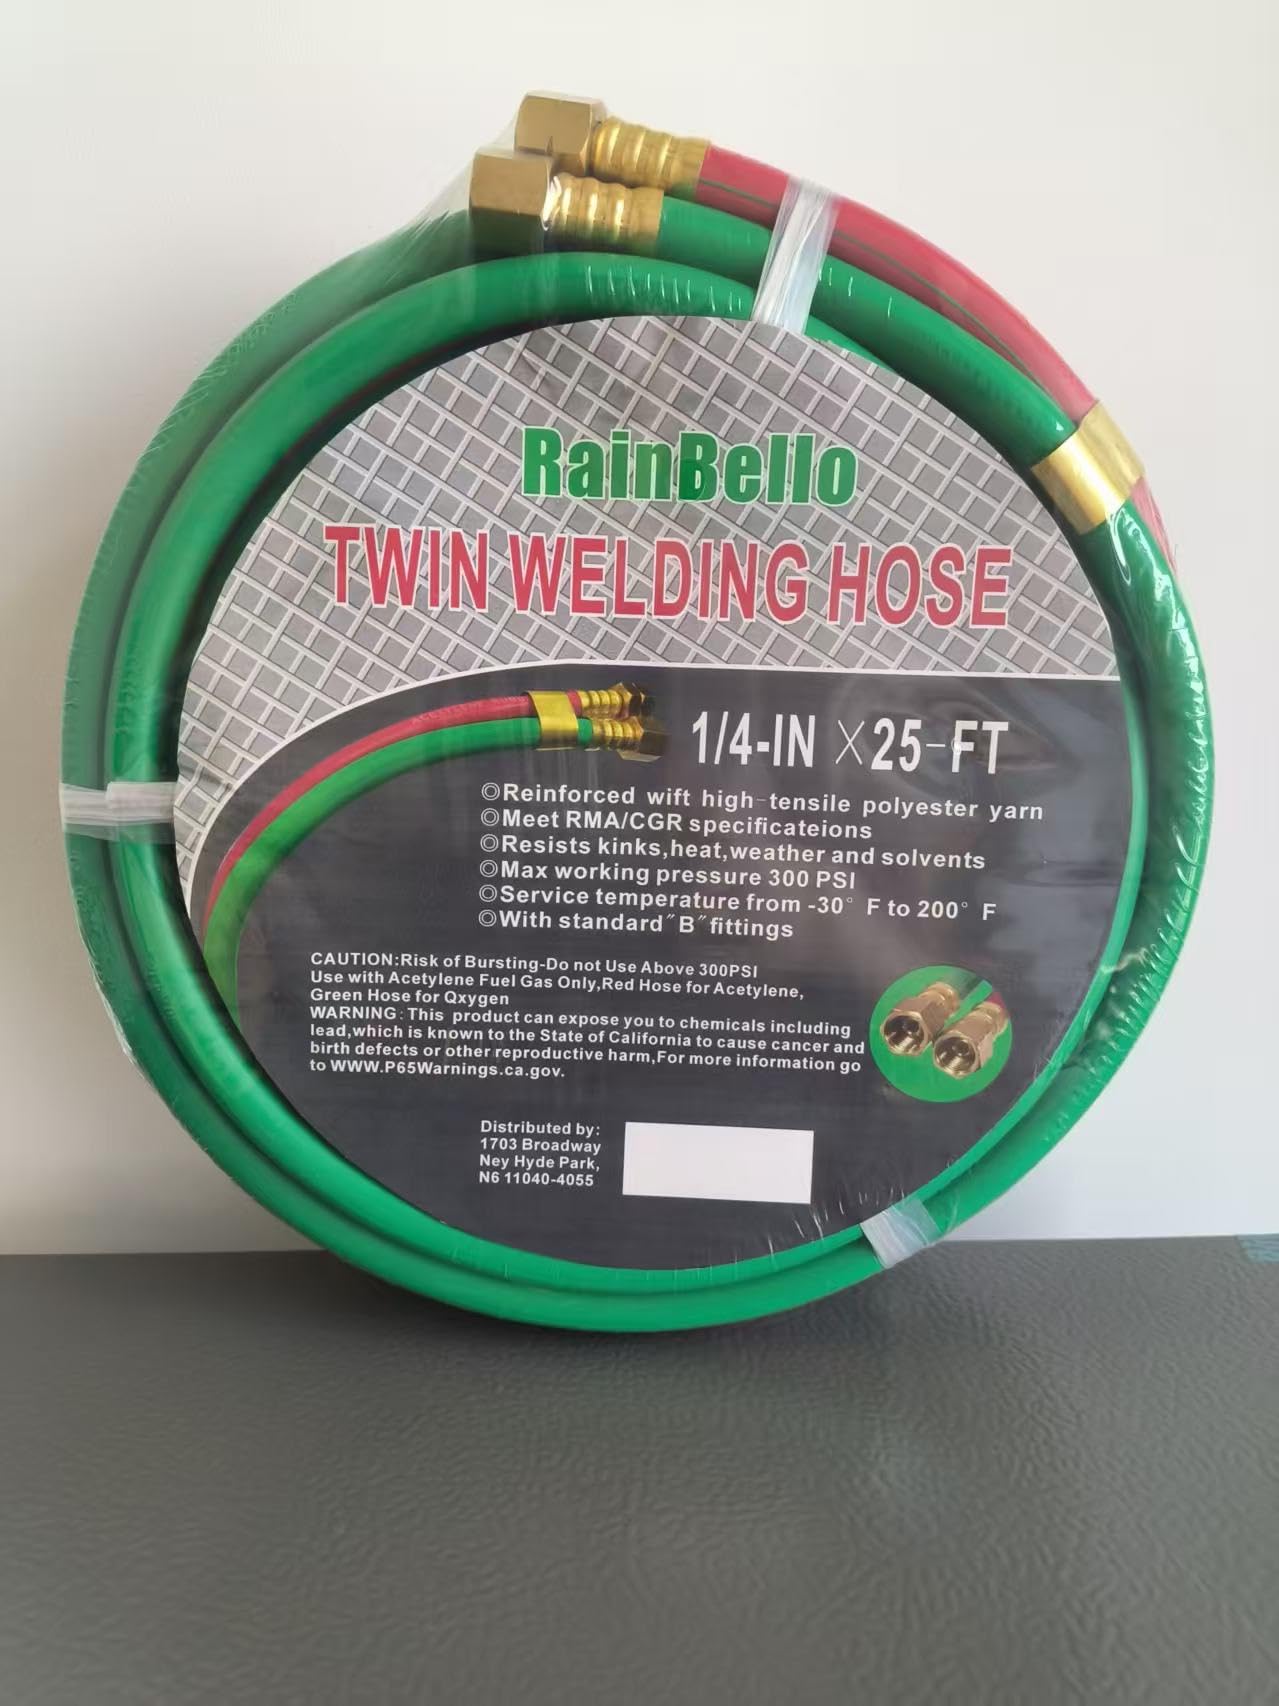 RainBello
TWIN WELDING HOSE
1/4-IN ×25-FT
◎Reinforced wift high-tensile polyester yarn
◎Meet RMA/CGR specificateions
◎Resists kinks,heat,weather and solvents
◎Max working pressure 300 PSI
◎Service temperature from -30° F to 200° F
◎With standard"B"fittings
CAUTION:Risk of Bursting-Do not Use Above 300PSI
Use with Acetylene Fuel Gas Only,Red Hose for Acetylene,
Green Hose for Qxygen
WARNING:This product can expose you to chemicals including
lead,which is known to the State of California to cause cancer and
birth defects or other reproductive harm,For more information go
to WWW.P65Warnings.ca.gov.
Distributed by:
1703 Broadway
Ney Hyde Park,
N6 11040-4055